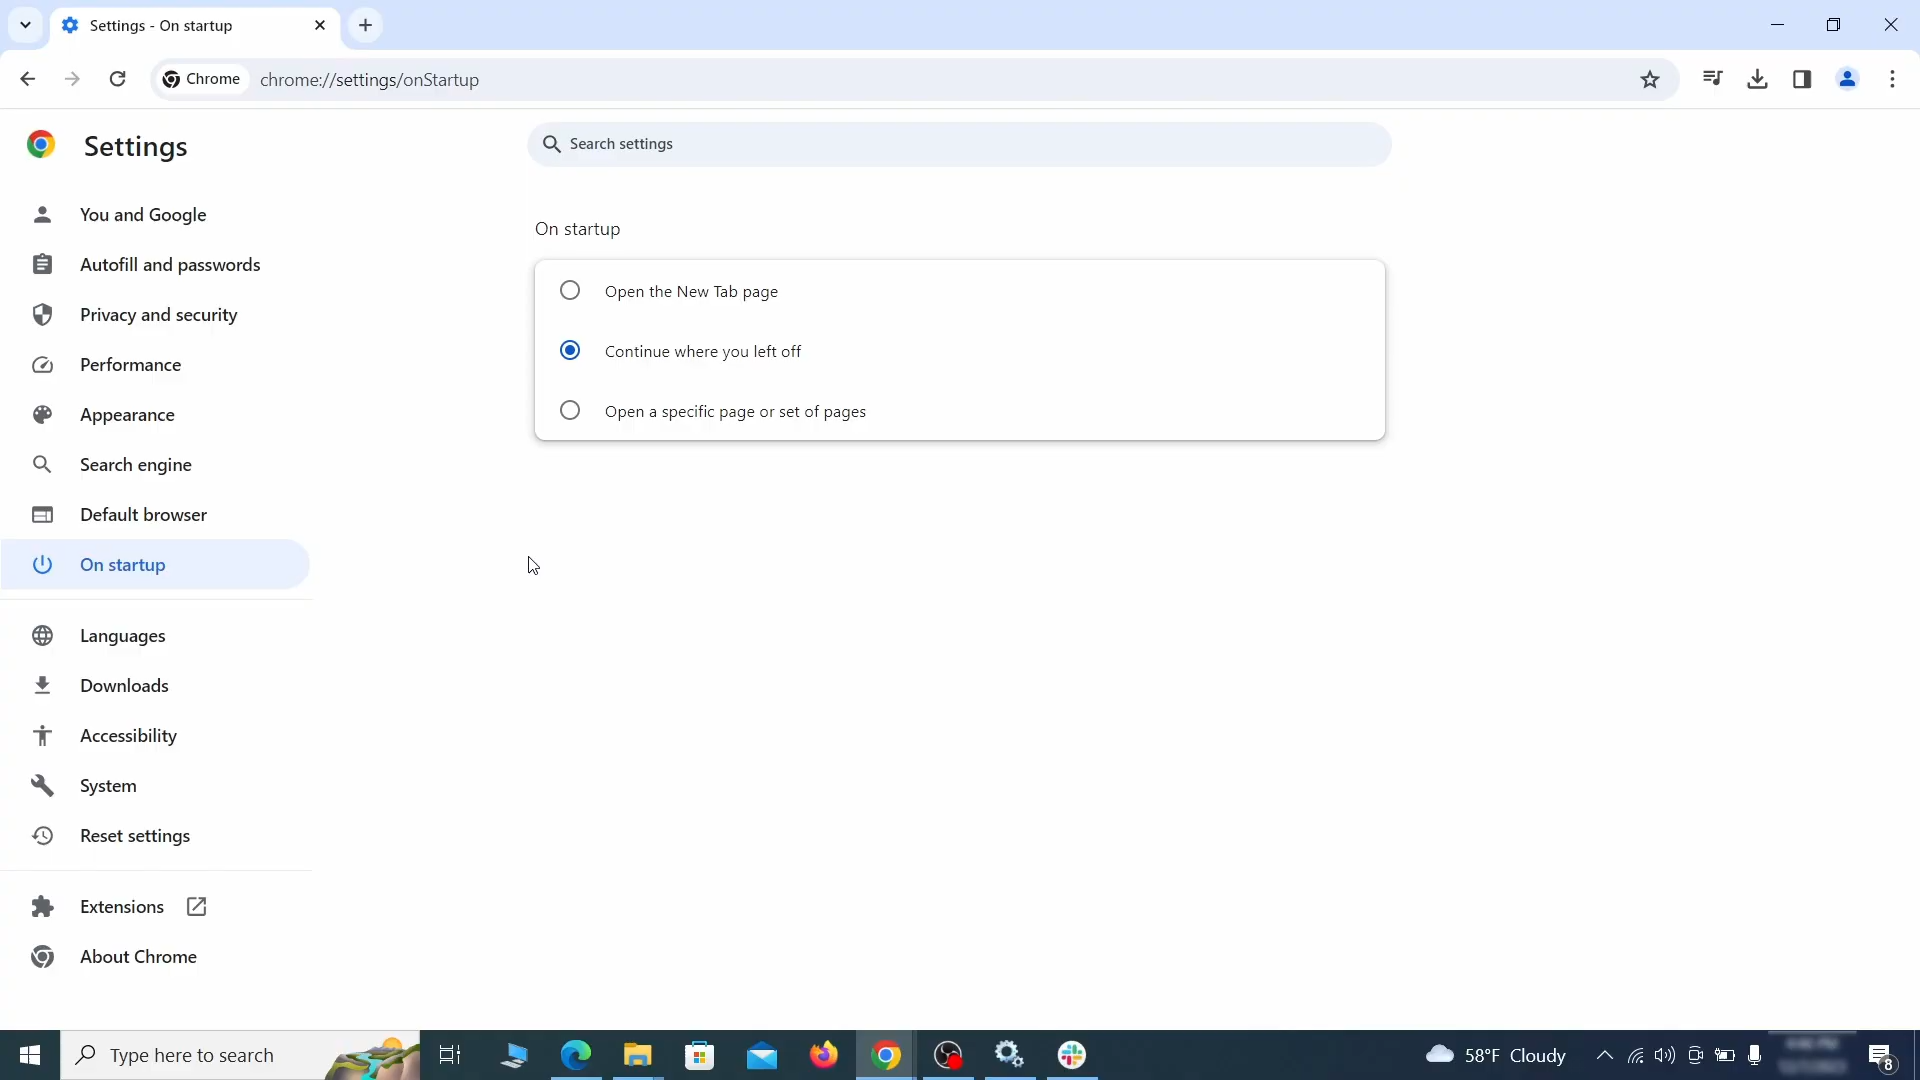 Settings - On startup
Chrome
chrome://settings/onStartup
Settings
Search settings
You and Google
Autofill and passwords
Privacy and security
Performance
Appearance
Search engine
Default browser
On startup
Languages
Downloads
Accessibility
System
Reset settings
Extensions
About Chrome
On startup
Open the New Tab page
Continue where you left off
Open a specific page or set of pages
Type here to search
58°F Cloudy
8